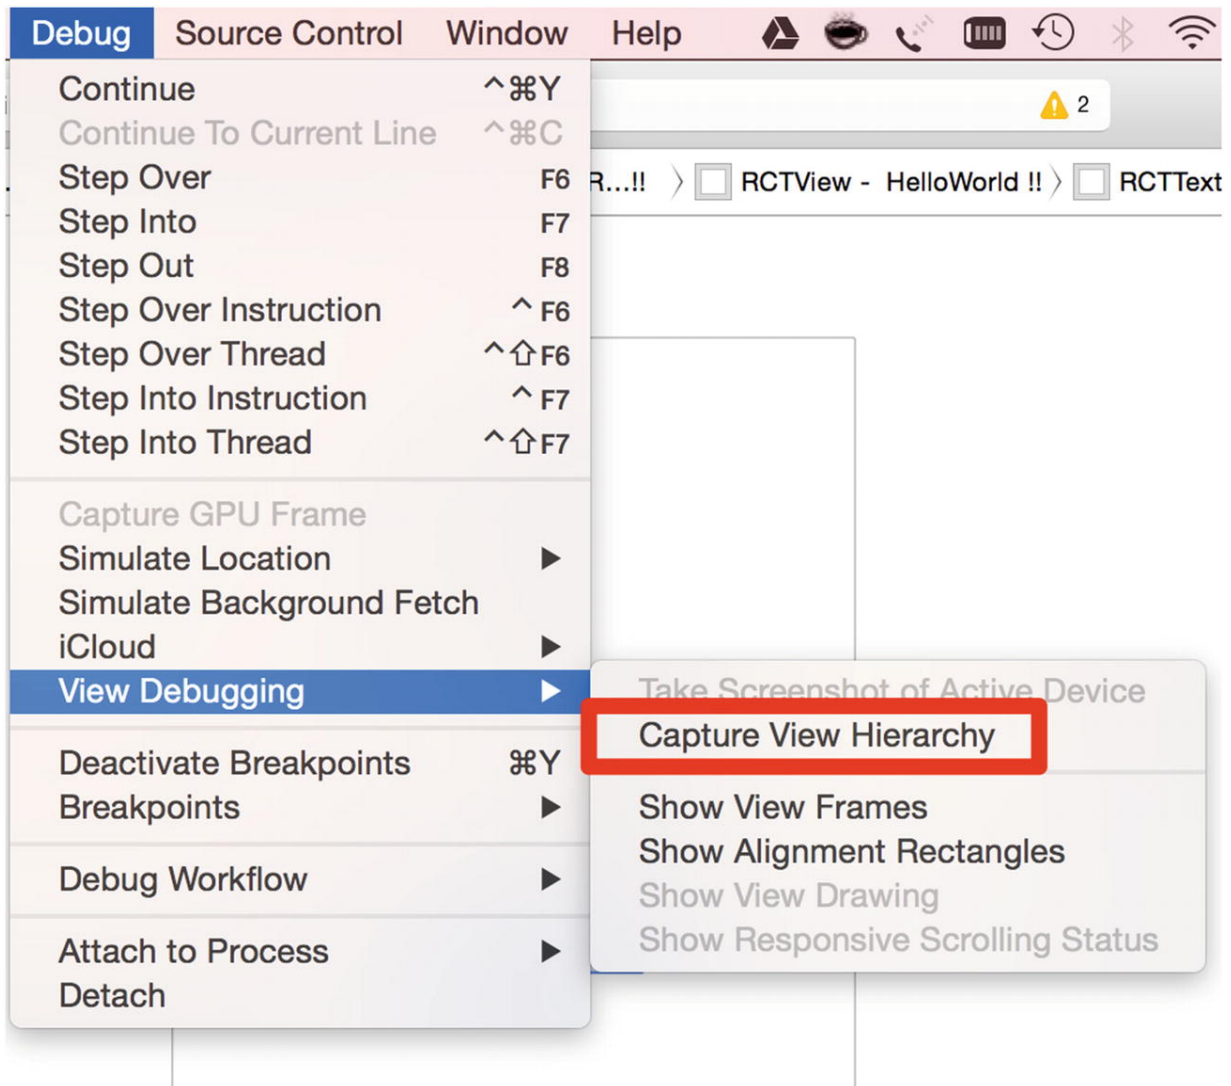 Debug Source Control Window Help
Continue ^⌘Y
Continue To Current Line ^⌘C
2
Step Over F6
R...!! RCTView - HelloWorld !! RCTText
Step Into F7
Step Out F8
Step Over Instruction ^F6
Step Over Thread ^⇧F6
Step Into Instruction ^F7
Step Into Thread ^⇧F7
Capture GPU Frame
Simulate Location ▶
Simulate Background Fetch
iCloud ▶
View Debugging ▶
Take Screenshot of Active Device
Capture View Hierarchy
Show View Frames
Show Alignment Rectangles
Show View Drawing
Show Responsive Scrolling Status
Deactivate Breakpoints ⌘Y
Breakpoints ▶
Debug Workflow ▶
Attach to Process ▶
Detach